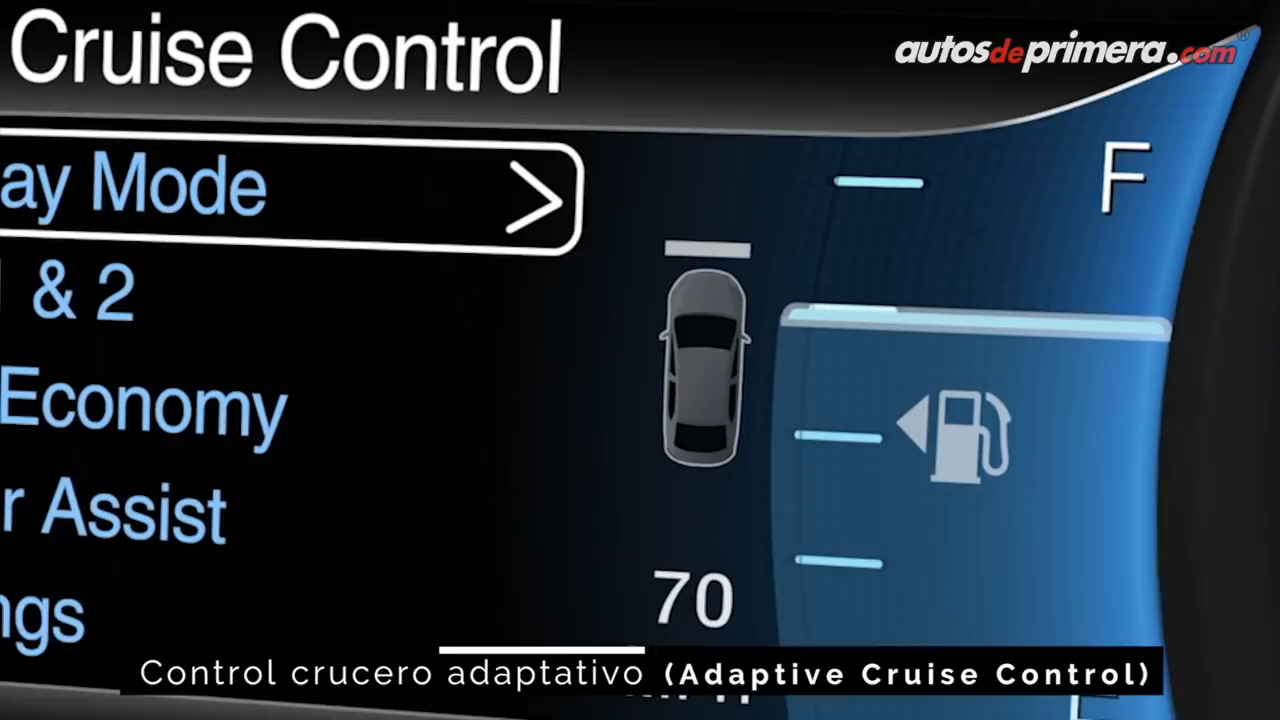 Cruise Control
autosdeprimera.com®
F
ay Mode
& 2
Economy
r Assist
70
ngs
Control crucero adaptativo (Adaptive Cruise Control)